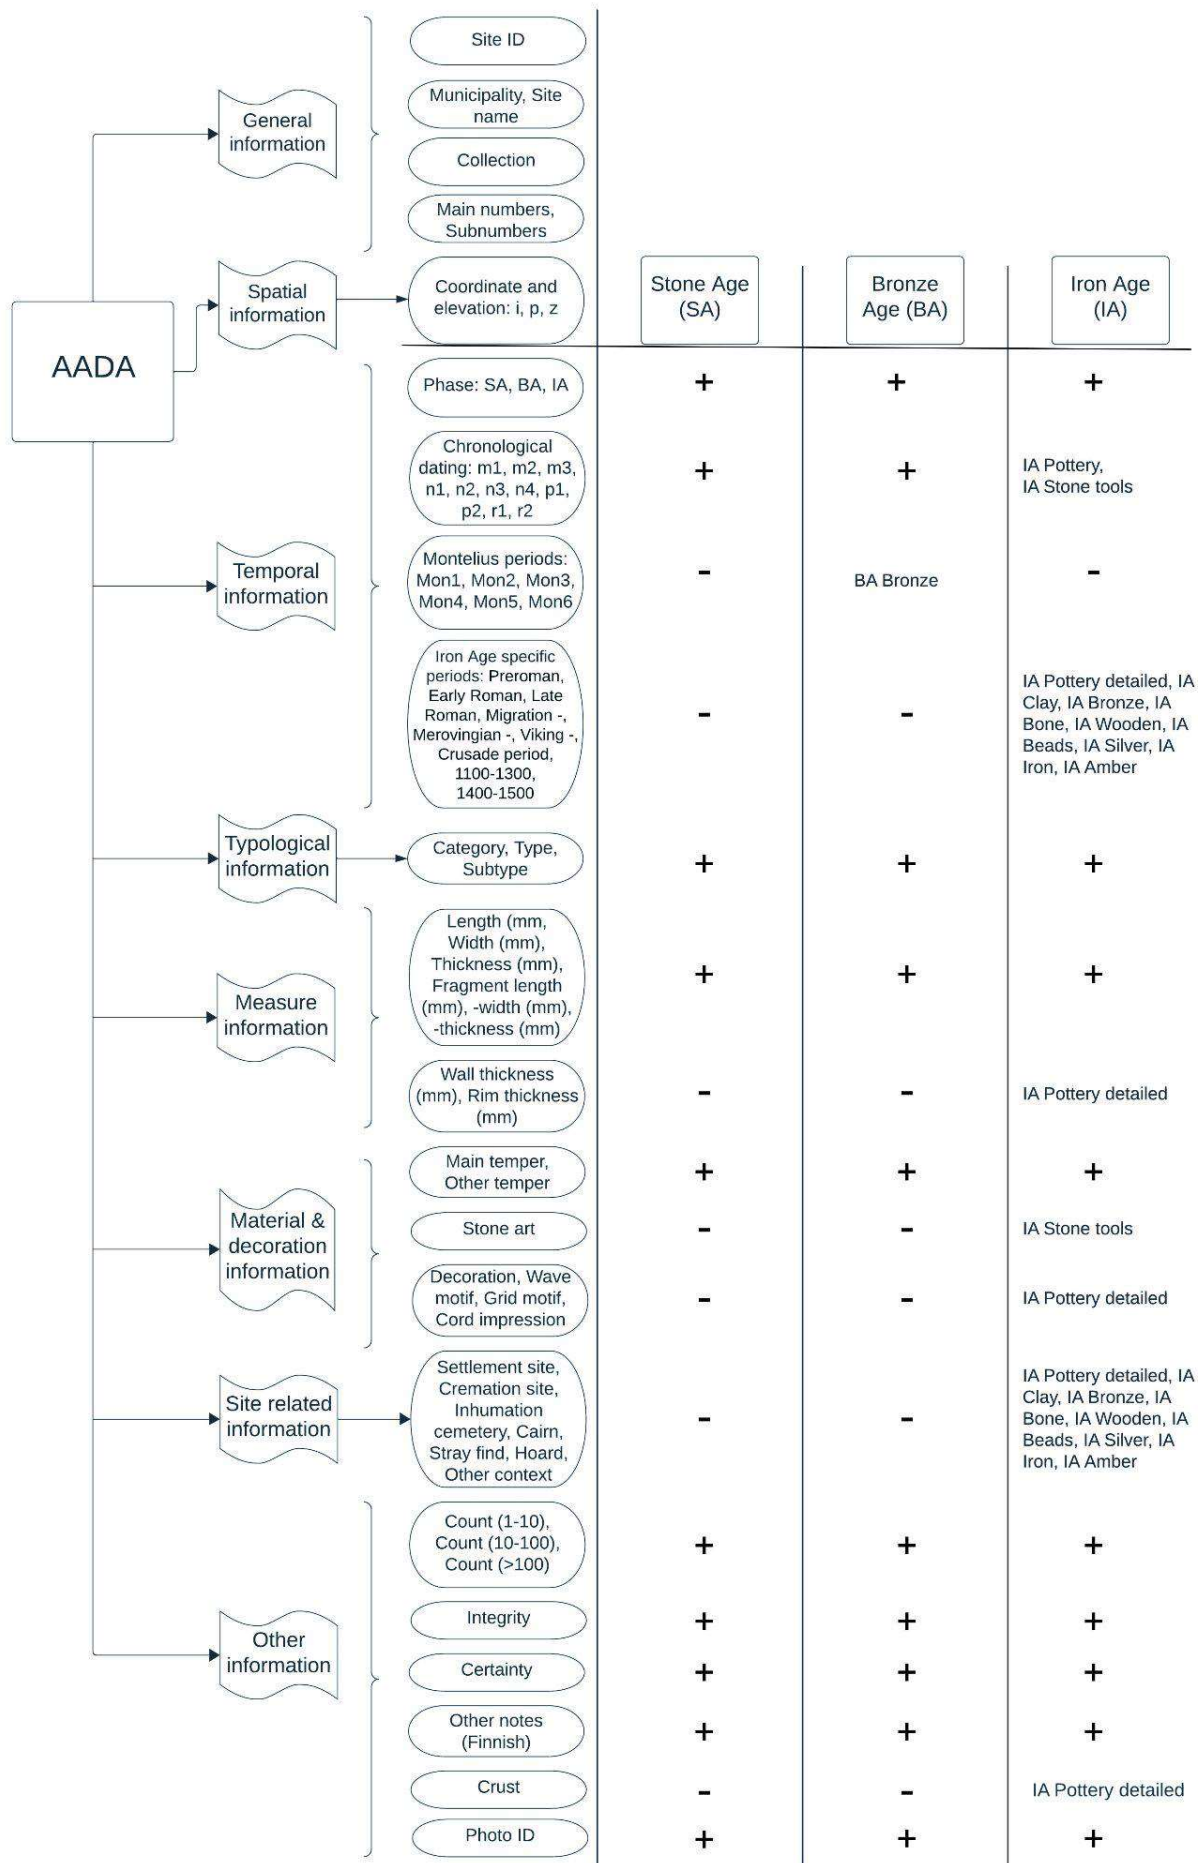 Site ID
Municipality, Site
name
General
information
Collection
Main numbers,
Subnumbers
Spatial
information
Coordinate and
elevation: i, p, z
Stone Age
(SA)
Bronze
Age (BA)
Iron Age
(IA)
AADA
Phase: SA, BA, IA
+
+
+
Chronological
dating: m1, m2, m3,
n1, n2, n3, n4, p1,
p2, r1, r2
+
+
IA Pottery,
IA Stone tools
Temporal
information
Montelius periods:
Mon1, Mon2, Mon3,
Mon4, Mon5, Mon6
-
BA Bronze
-
Iron Age specific
periods: Preroman,
Early Roman, Late
Roman, Migration -,
Merovingian -, Viking -,
Crusade period,
1100-1300,
1400-1500
-
-
IA Pottery detailed, IA
Clay, IA Bronze, IA
Bone, IA Wooden, IA
Beads, IA Silver, IA
Iron, IA Amber
Typological
information
Category, Type,
Subtype
+
+
+
Measure
information
Length (mm,
Width (mm),
Thickness (mm),
Fragment length
(mm), -width (mm),
-thickness (mm)
+
+
+
Wall thickness
(mm), Rim thickness
(mm)
-
-
IA Pottery detailed
Material &
decoration
information
Main temper,
Other temper
+
+
+
Stone art
-
-
IA Stone tools
Decoration, Wave
motif, Grid motif,
Cord impression
-
-
IA Pottery detailed
Site related
information
Settlement site,
Cremation site,
Inhumation
cemetery, Cairn,
Stray find, Hoard,
Other context
-
-
IA Pottery detailed, IA
Clay, IA Bronze, IA
Bone, IA Wooden, IA
Beads, IA Silver, IA
Iron, IA Amber
Other
information
Count (1-10),
Count (10-100),
Count (>100)
+
+
+
Integrity
+
+
+
Certainty
+
+
+
Other notes
(Finnish)
+
+
+
Crust
-
-
IA Pottery detailed
Photo ID
+
+
+